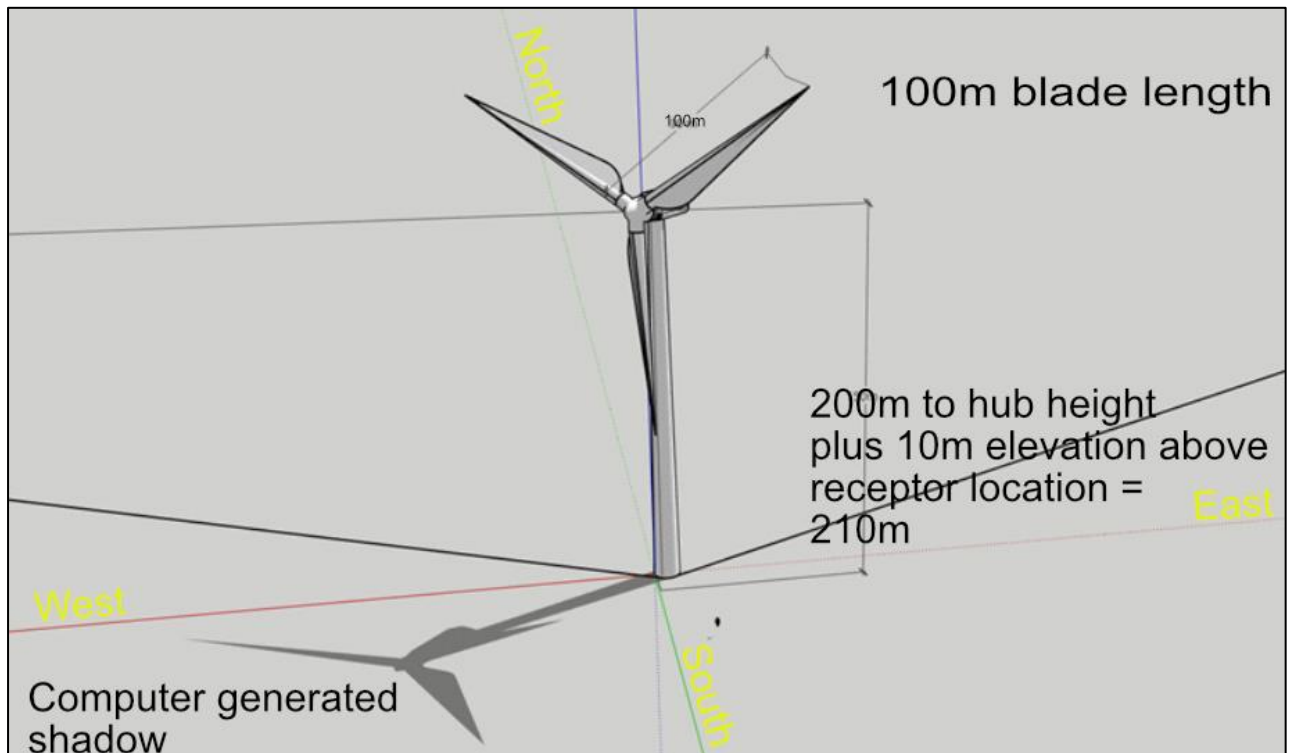 North
100m blade length
100m
200m to hub height
plus 10m elevation above
receptor location =
210m
East
West
South
Computer generated
shadow